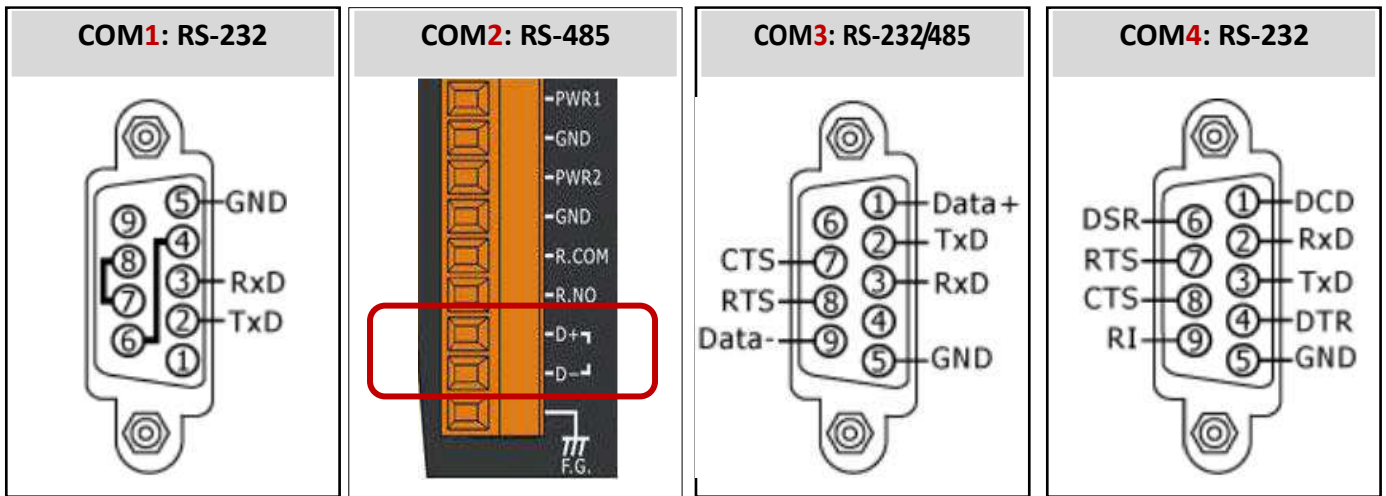 COM1: RS-232
9
8
7
6
5
4
3
2
1
GND
RxD
TxD
COM2: RS-485
PWR1
GND
PWR2
GND
R.COM
R.NO
D+
D-
F.G.
COM3: RS-232/485
CTS
RTS
Data-
6
7
8
9
1
2
3
4
5
Data+
TxD
RxD
GND
COM4: RS-232
DSR
RTS
CTS
RI
6
7
8
9
1
2
3
4
5
DCD
RxD
TxD
DTR
GND